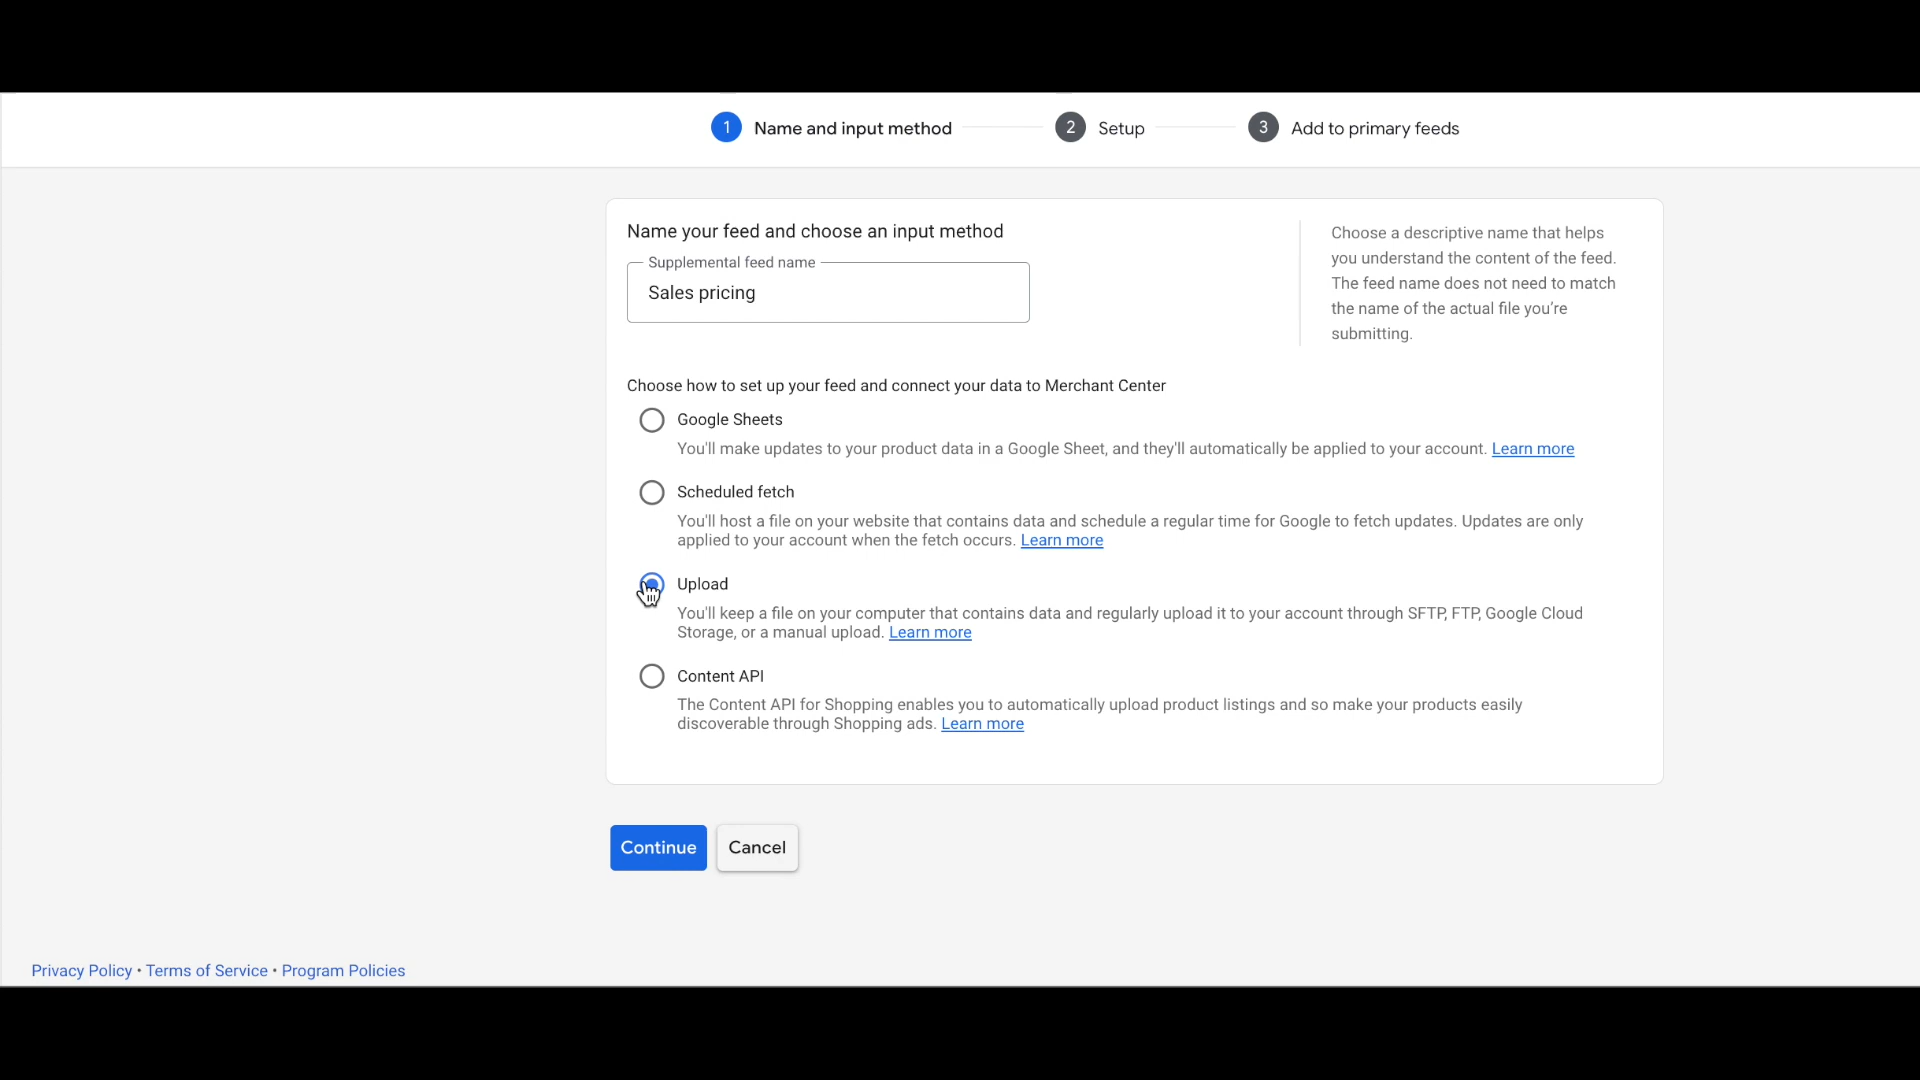 1 Name and input method 2 Setup 3 Add to primary feeds
Name your feed and choose an input method
Supplemental feed name
Sales pricing
Choose a descriptive name that helps
you understand the content of the feed.
The feed name does not need to match
the name of the actual file you’re
submitting.
Choose how to set up your feed and connect your data to Merchant Center
Google Sheets
You'll make updates to your product data in a Google Sheet, and they'll automatically be applied to your account. Learn more
Scheduled fetch
You'll host a file on your website that contains data and schedule a regular time for Google to fetch updates. Updates are only
applied to your account when the fetch occurs. Learn more
Upload
You'll keep a file on your computer that contains data and regularly upload it to your account through SFTP, FTP, Google Cloud
Storage, or a manual upload. Learn more
Content API
The Content API for Shopping enables you to automatically upload product listings and so make your products easily
discoverable through Shopping ads. Learn more
Continue Cancel
Privacy Policy • Terms of Service • Program Policies